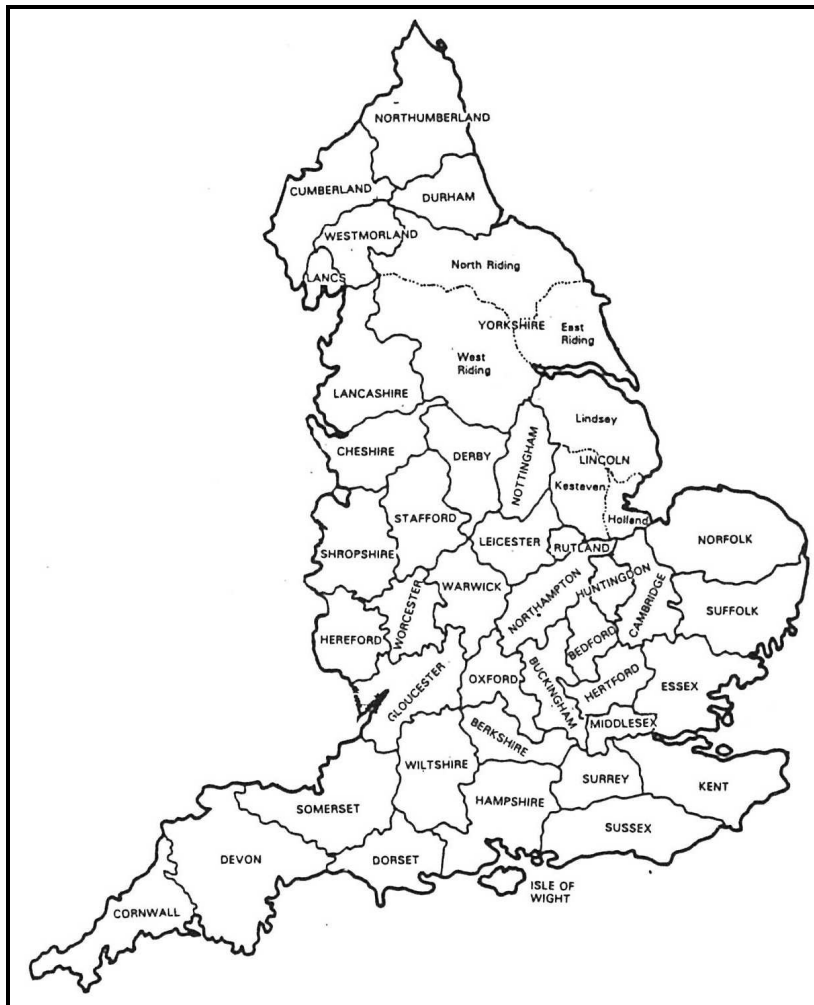 NORTHUMBERLAND
CUMBERLAND
DURHAM
WESTMORLAND
North Riding
LANCS
YORKSHIRE
East
Riding
West
Riding
LANCASHIRE
Lindsey
CHESHIRE
DERBY
NOTTINGHAM
LINCOLN
Kesteven
STAFFORD
Holland
LEICESTER
RUTLAND
NORFOLK
SHROPSHIRE
WARWICK
WORCESTER
NORTHAMPTON
HUNTINGDON
CAMBRIDGE
SUFFOLK
HEREFORD
BEDFORD
GLOUCESTER
OXFORD
BUCKINGHAM
HERTFORD
ESSEX
MIDDLESEX
BERKSHIRE
WILTSHIRE
SURREY
KENT
SOMERSET
HAMPSHIRE
SUSSEX
DEVON
DORSET
ISLE OF
WIGHT
CORNWALL